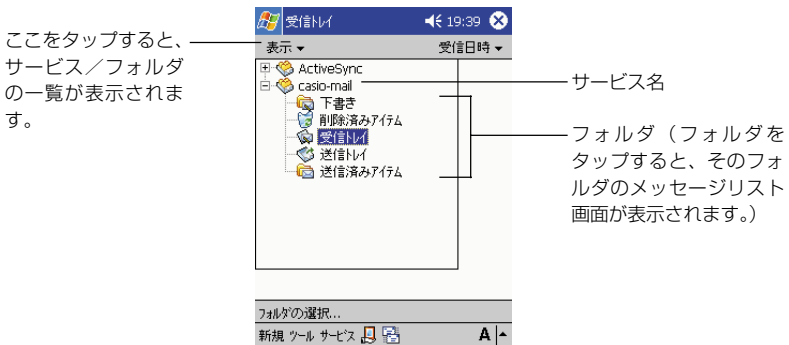 ここをタップすると、
サービス／フォルダ
の一覧が表示されま
す。
受信トレイ 19:39
表示 受信日時
ActiveSync
casio-mail
下書き
削除済みアイテム
受信トレイ
送信トレイ
送信済みアイテム
フォルダの選択...
新規 ツール サービス A
サービス名
フォルダ（フォルダを
タップすると、そのフォ
ルダのメッセージリスト
画面が表示されます。）